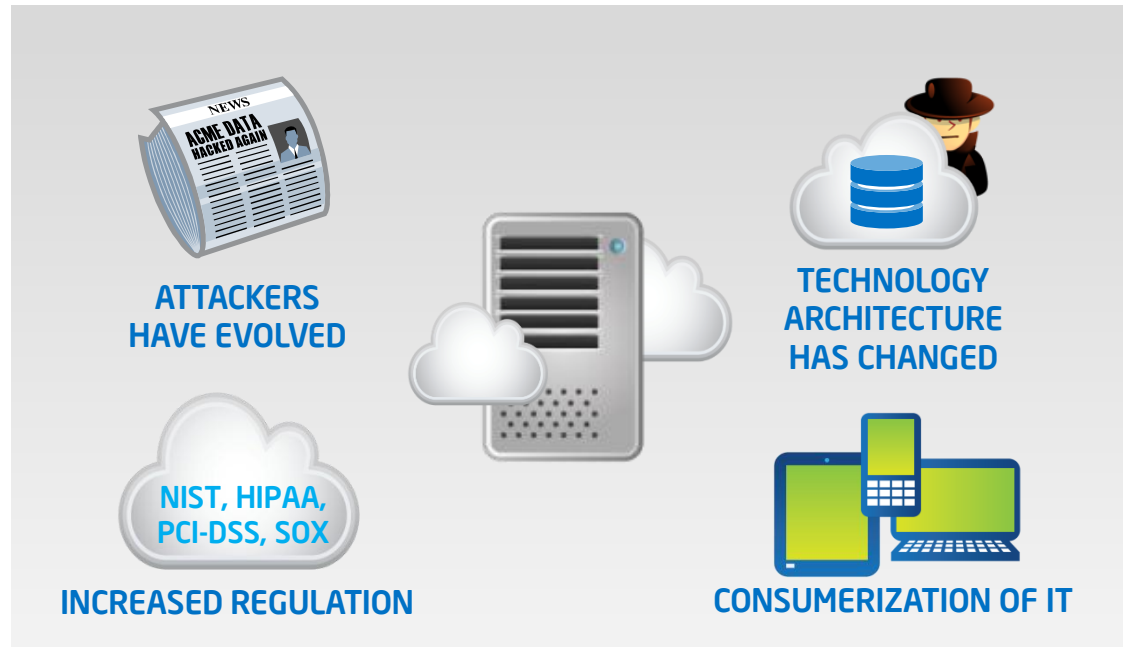 NEWS
ACME DATA
HACKED AGAIN
ATTACKERS
HAVE EVOLVED
TECHNOLOGY
ARCHITECTURE
HAS CHANGED
NIST, HIPAA,
PCI-DSS, SOX
INCREASED REGULATION
CONSUMERIZATION OF IT